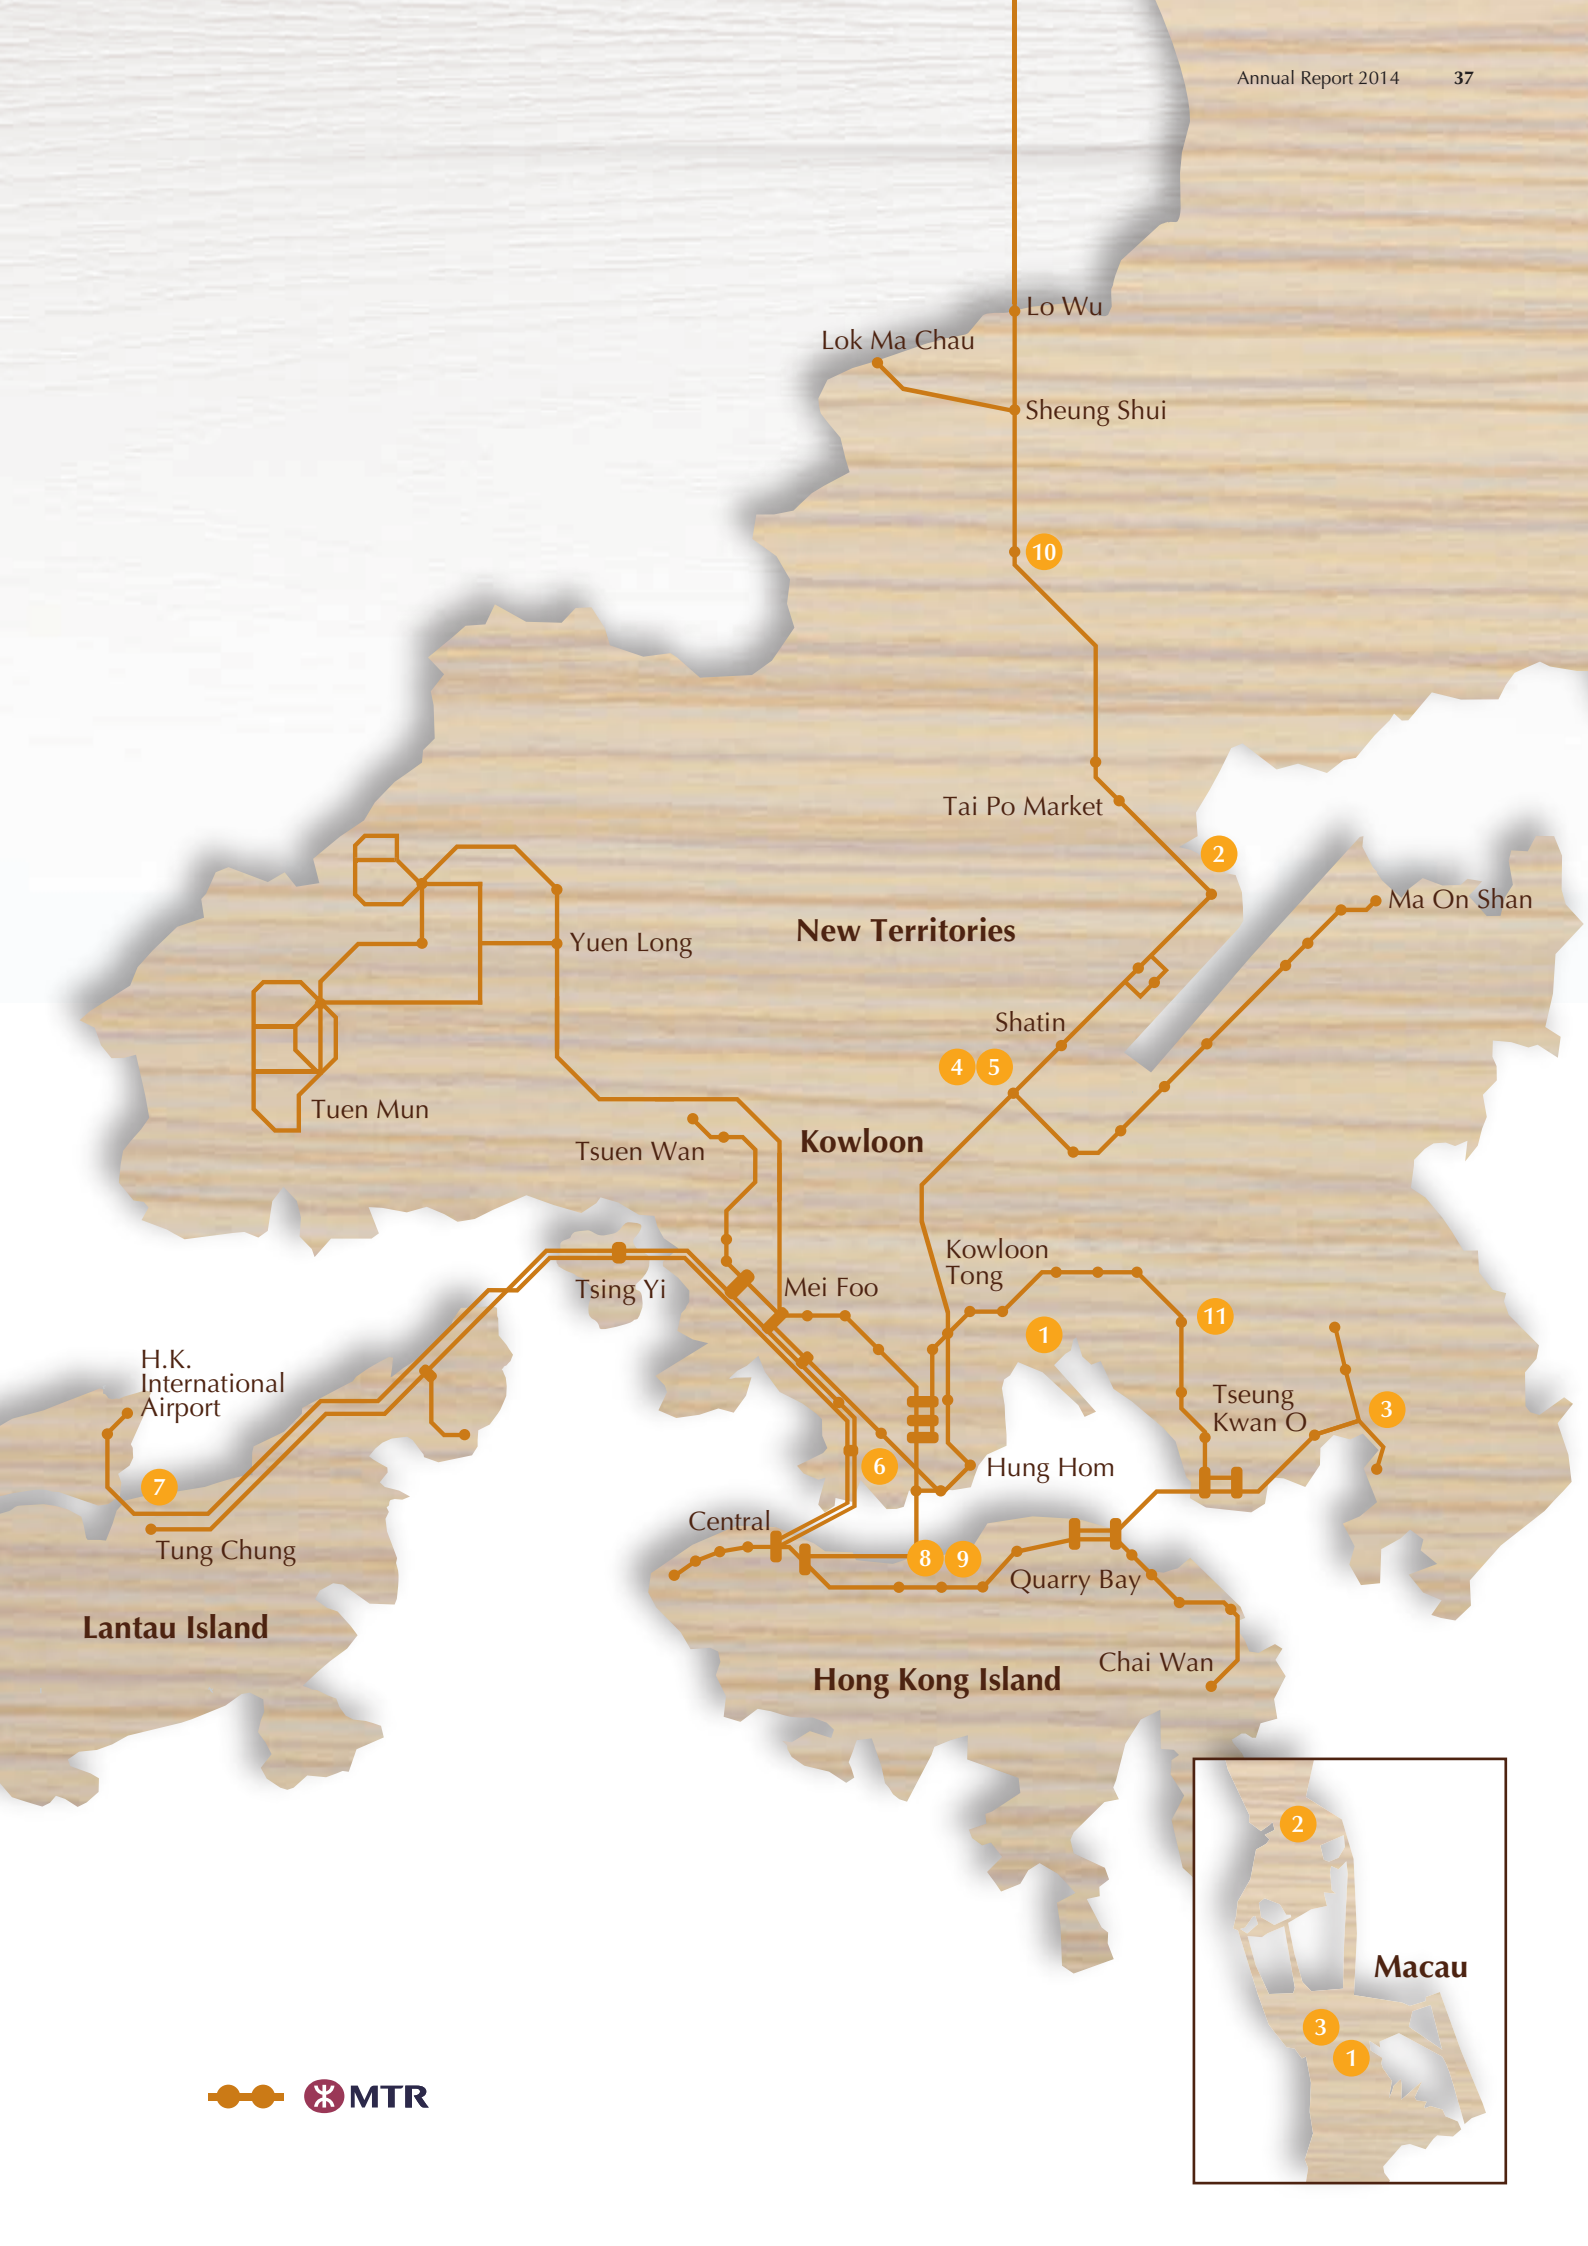 Annual Report 2014 37
Lo Wu
Lok Ma Chau
Sheung Shui
10
Tai Po Market
2
Ma On Shan
New Territories
Yuen Long
Shatin
4 5
Tuen Mun
Kowloon
Tsuen Wan
Kowloon
Tong
Tsing Yi
Mei Foo
11
1
H.K.
International
Airport
Tseung
Kwan O
3
6
Hung Hom
7
Central
Tung Chung
8 9
Quarry Bay
Lantau Island
Chai Wan
Hong Kong Island
2
Macau
3
1
MTR